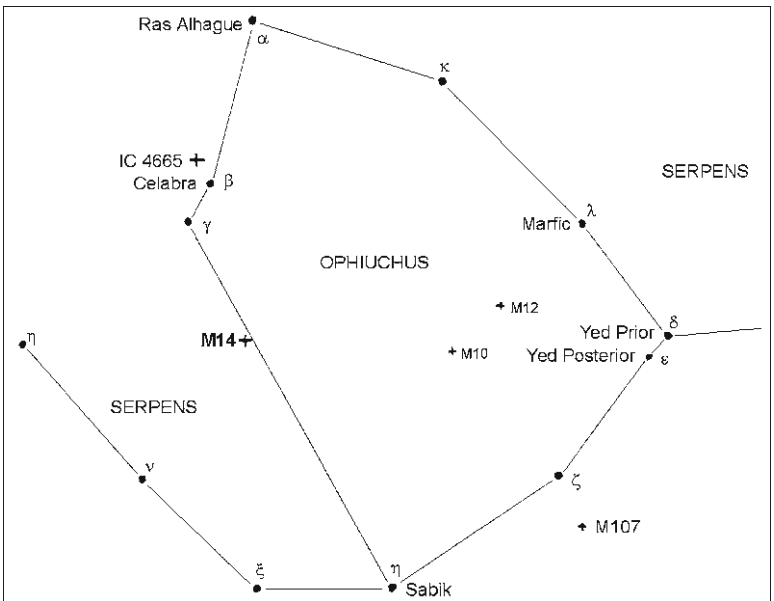 Ras Alhague
α
κ
IC 4665
Celabra
β
SERPENS
γ
Marfic
λ
OPHIUCHUS
M12
M14
M10
Yed Prior
δ
Yed Posterior
ε
η
SERPENS
ν
ζ
M107
ξ
η
Sabik